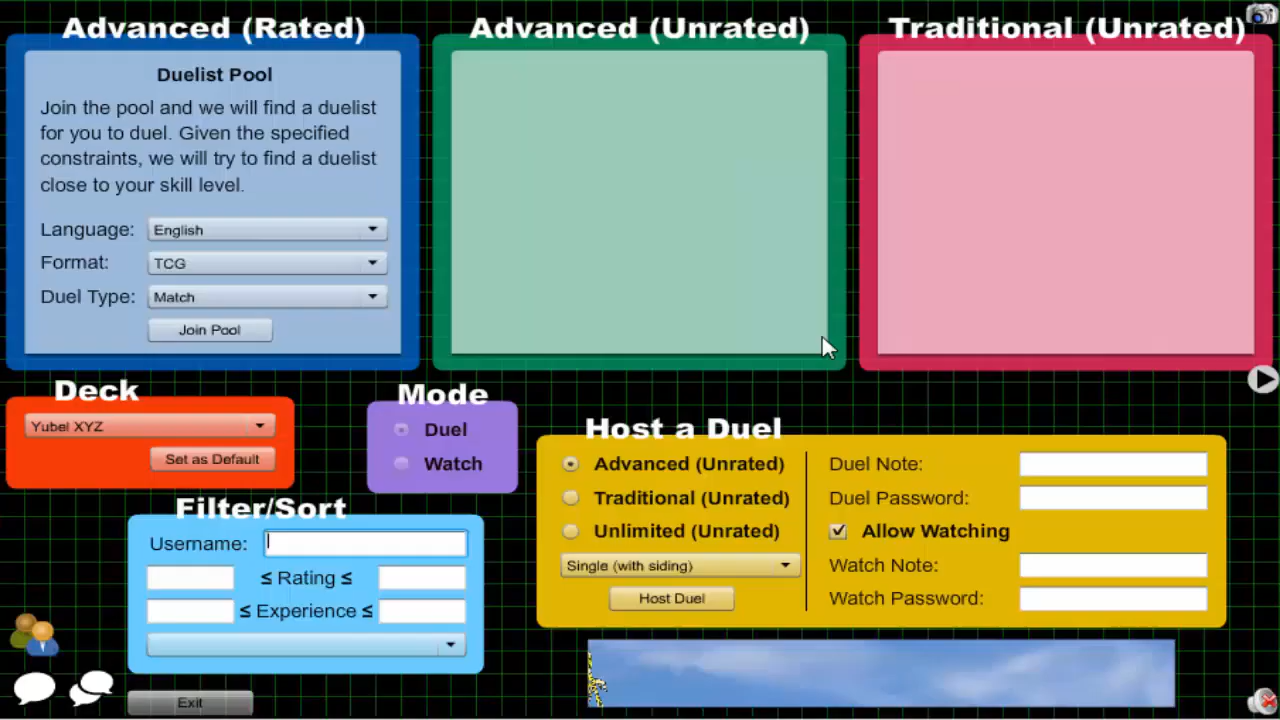 Advanced (Rated)
Duelist Pool
Join the pool and we will find a duelist
for you to duel. Given the specified
constraints, we will try to find a duelist
close to your skill level.
Language: English
Format: TCG
Duel Type: Match
Join Pool
Advanced (Unrated)
Traditional (Unrated)
Deck
Yubel XYZ
Set as Default
Mode
Duel
Watch
Filter/Sort
Username:
≤ Rating ≤
≤ Experience ≤
Exit
Host a Duel
Advanced (Unrated)
Traditional (Unrated)
Unlimited (Unrated)
Single (with siding)
Host Duel
Duel Note:
Duel Password:
Allow Watching
Watch Note:
Watch Password: